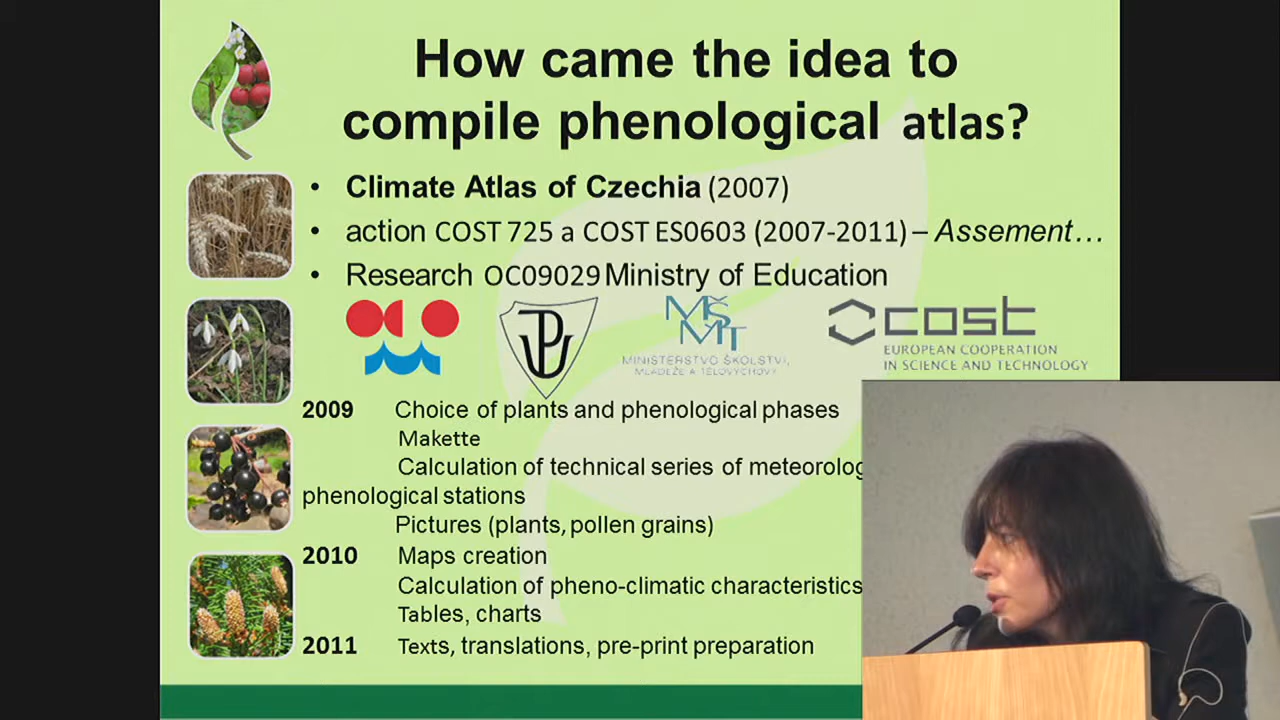 How came the idea to
compile phenological atlas?
• Climate Atlas of Czechia (2007)
• action COST 725 a COST ES0603 (2007-2011) – Assement…
• Research OC09029 Ministry of Education
MŠMT
MINISTERSTVO ŠKOLSTVÍ,
MLÁDEŽE A TĚLOVÝCHOVY
cost
EUROPEAN COOPERATION
IN SCIENCE AND TECHNOLOGY
2009 Choice of plants and phenological phases
Makette
Calculation of technical series of meteorolog
phenological stations
Pictures (plants, pollen grains)
2010 Maps creation
Calculation of pheno-climatic characteristics
Tables, charts
2011 Texts, translations, pre-print preparation